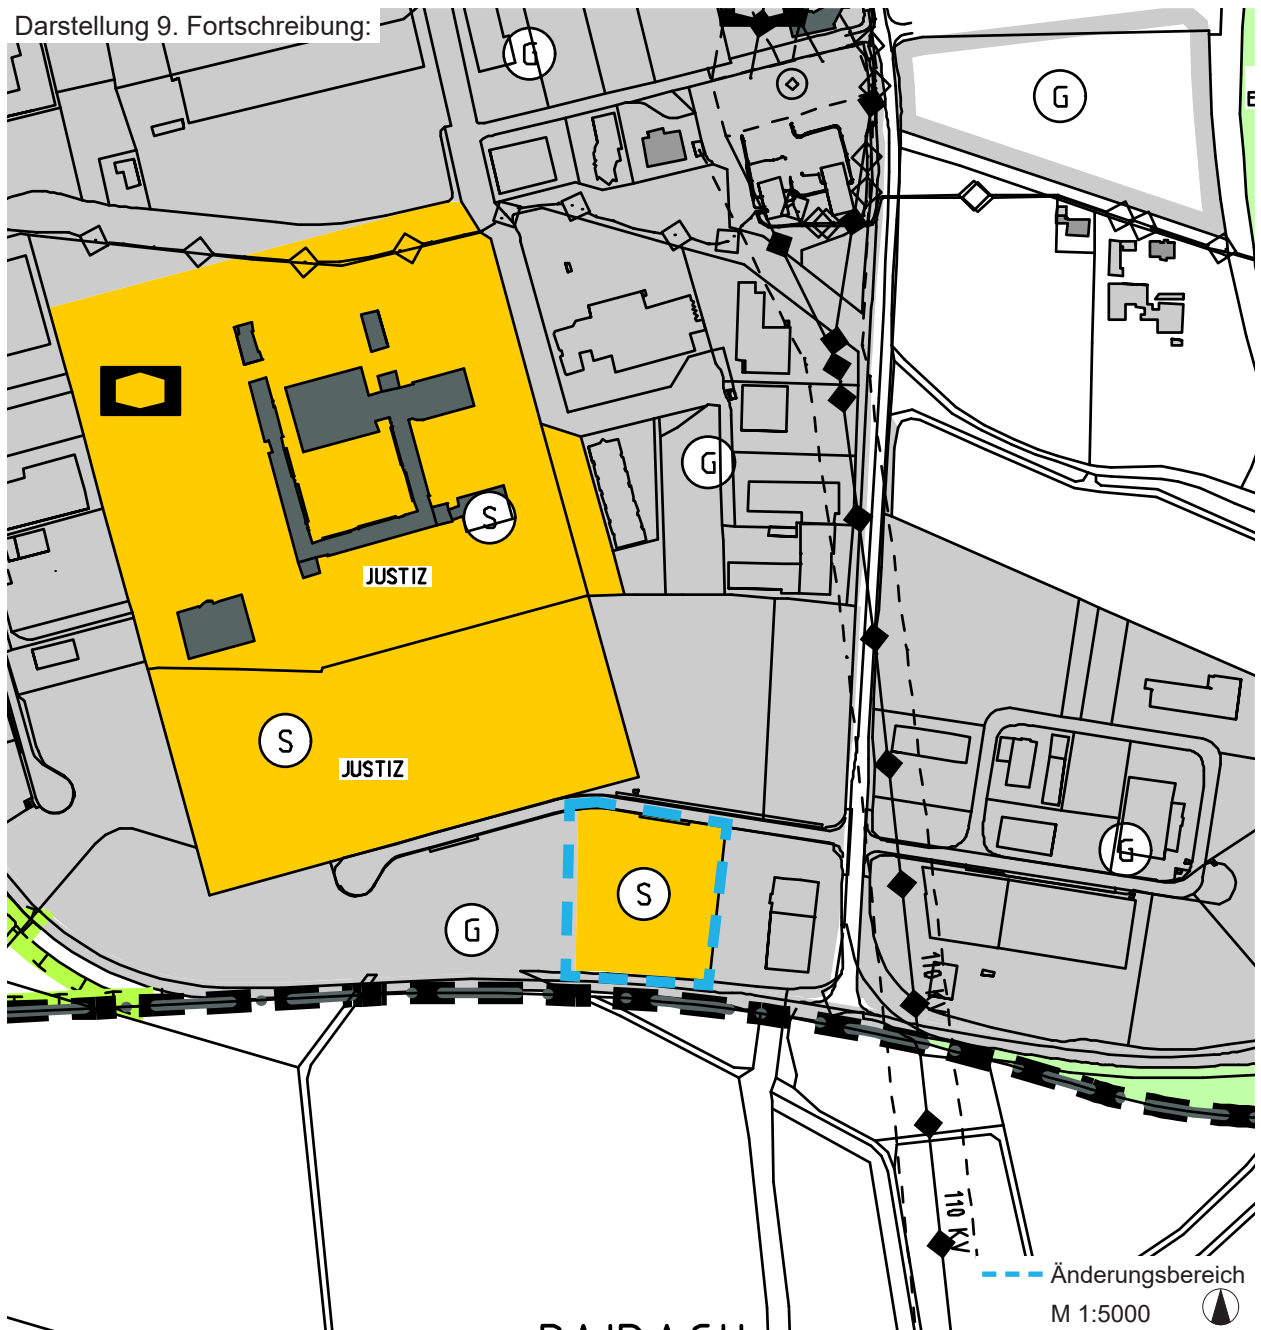 Darstellung 9. Fortschreibung:
G
G
G
S
JUSTIZ
S
JUSTIZ
G
S
G
110 KV
110 KV
Änderungsbereich
M 1:5000